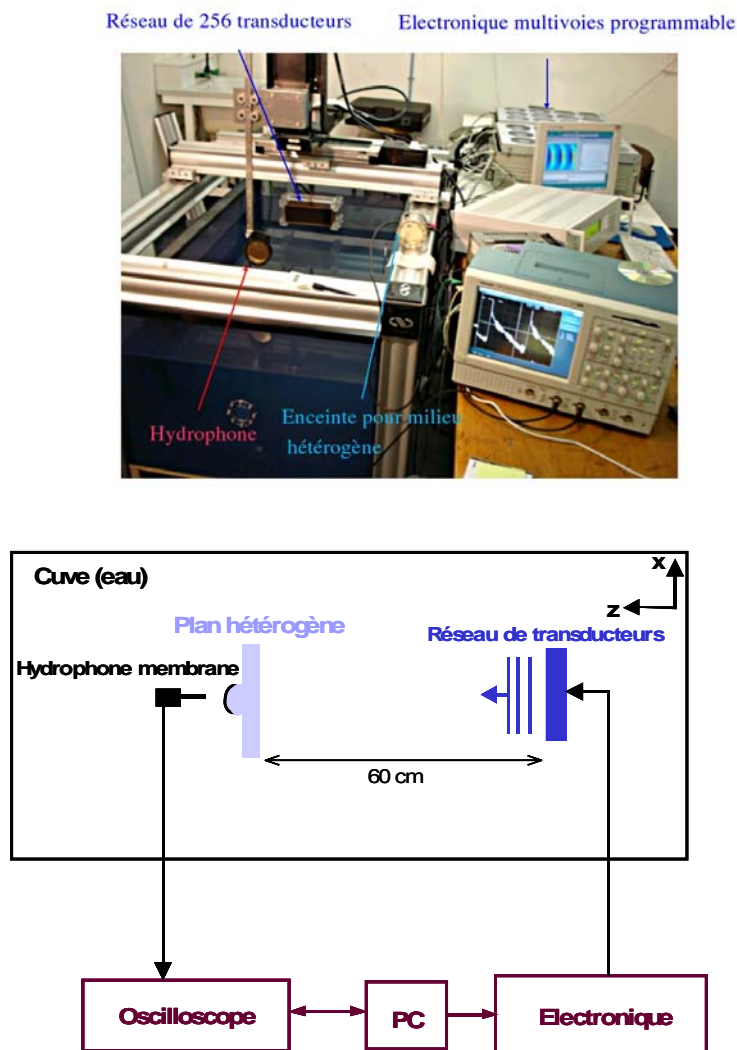 Réseau de 256 transducteurs
Electronique multivoies programmable
Hydrophone
Enceinte pour milieu
hétérogène
Cuve (eau)
x
z
Plan hétérogène
Réseau de transducteurs
Hydrophone membrane
60 cm
Oscilloscope
PC
Electronique